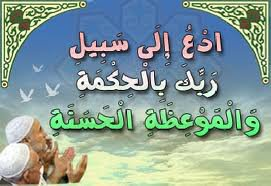 ادْعُ إِلَى سَبِيلِ
رَبِّكَ بِالْحِكْمَةِ
وَالْمَوْعِظَةِ الْحَسَنَةِ